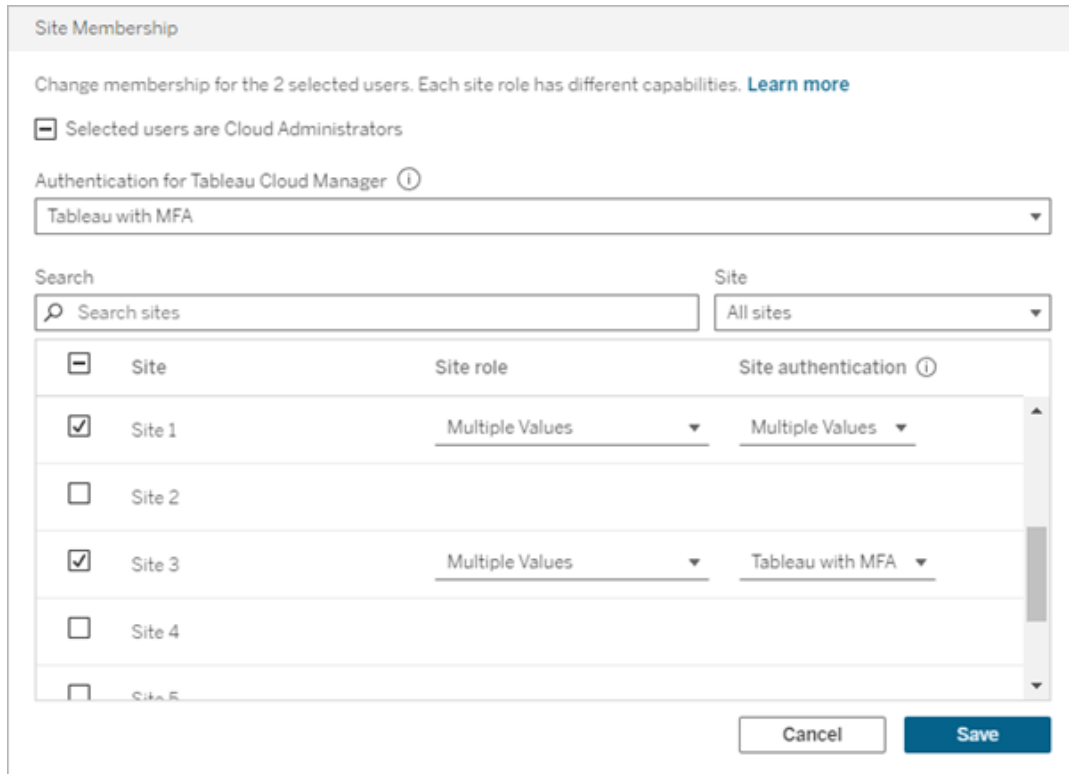 Site Membership
Change membership for the 2 selected users. Each site role has different capabilities. Learn more
Selected users are Cloud Administrators
Authentication for Tableau Cloud Manager
Tableau with MFA
Search Site
Search sites All sites
Site Site role Site authentication
Site 1 Multiple Values Multiple Values
Site 2
Site 3 Multiple Values Tableau with MFA
Site 4
Site 5
Cancel Save